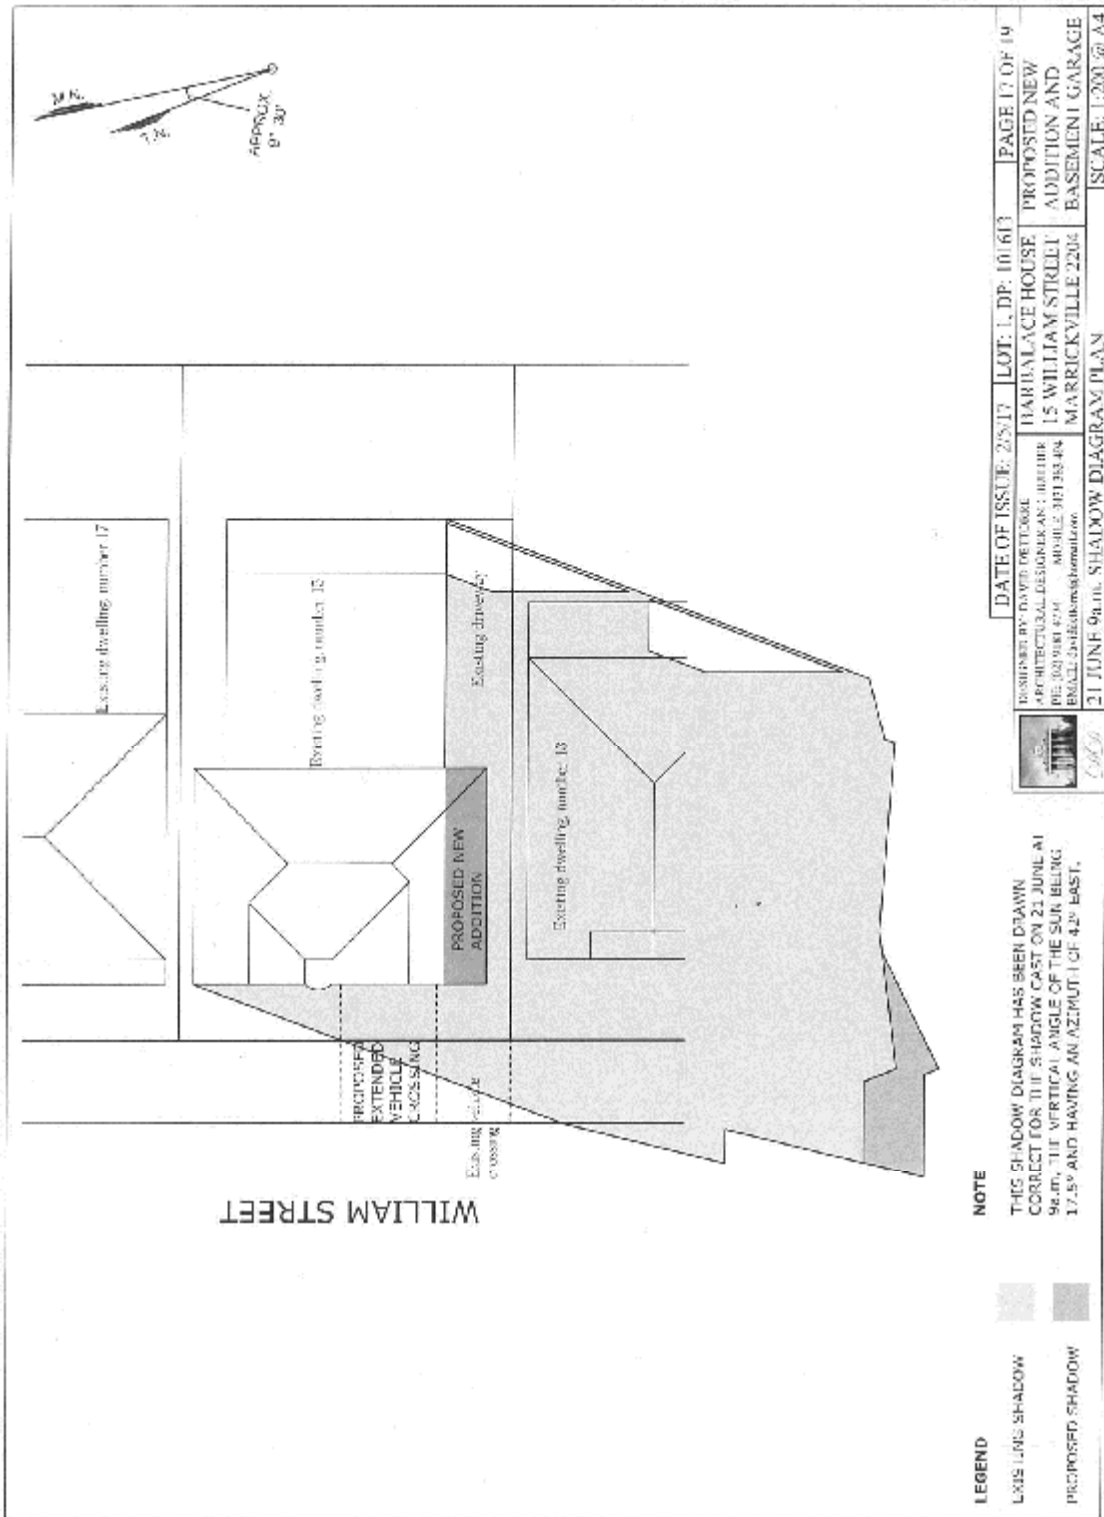 M.N.
T.N.
APPROX.
9° 30'
Existing dwelling, number 17
Existing dwelling, number 15
Existing driveway
PROPOSED NEW
ADDITION
Existing dwelling, number 13
PROPOSED
EXTENDED
VEHICLE
CROSSING
Existing vehicle
crossing
WILLIAM STREET
LEGEND
EXISTING SHADOW
PROPOSED SHADOW
NOTE
THIS SHADOW DIAGRAM HAS BEEN DRAWN
CORRECT FOR THE SHADOW CAST ON 21 JUNE AT
9a.m, THE VERTICAL ANGLE OF THE SUN BEING
17.5° AND HAVING AN AZIMUTH OF 42° EAST.
DATE OF ISSUE: 2/5/17
LOT: 1, DP: 101613
PAGE 17 OF 19
DESIGNED BY: DAVID DETTORRE
ARCHITECTURAL DESIGNER AND BUILDER
MOBILE:
EMAIL:
HARBALACE HOUSE
15 WILLIAM STREET
MARRICKVILLE 2204
PROPOSED NEW
ADDITION AND
BASEMENT GARAGE
21 JUNE 9a.m. SHADOW DIAGRAM PLAN
SCALE: 1:200 @ A4